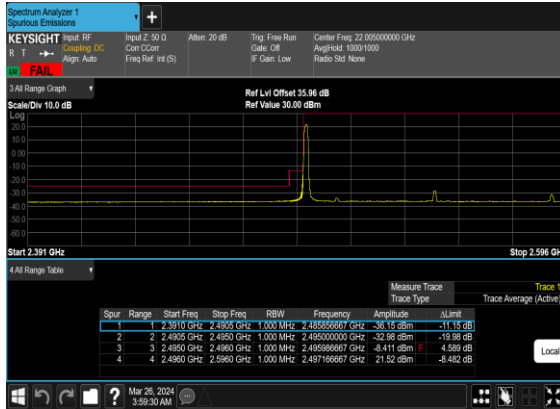 Spectrum Analyzer 1
Spurious Emissions
+
KEYSIGHT
R T
LV FAIL
Input: RF
Coupling: DC
Align: Auto
Input Z: 50 Ω
Corr CCorr
Freq Ref: Int (S)
Atten: 20 dB
Trig: Free Run
Gate: Off
IF Gain: Low
Center Freq: 22.005000000 GHz
Avg|Hold: 1000/1000
Radio Std: None
3 All Range Graph
Scale/Div 10.0 dB
Ref Lvl Offset 35.96 dB
Ref Value 30.00 dBm
Log
20.0
10.0
0.00
-10.0
-20.0
-30.0
-40.0
-50.0
-60.0
Start 2.391 GHz
Stop 2.596 GH
4 All Range Table
Measure Trace Trace 1
Trace Type Trace Average (Active)
Spur Range Start Freq Stop Freq RBW Frequency Amplitude ΔLimit
1 1 2.3910 GHz 2.4905 GHz 1.000 MHz 2.485856667 GHz -36.15 dBm -11.15 dB
2 2 2.4905 GHz 2.4950 GHz 1.000 MHz 2.495000000 GHz -32.98 dBm -19.98 dB
3 3 2.4950 GHz 2.4960 GHz 1.000 MHz 2.495986667 GHz -8.411 dBm F 4.589 dB
4 4 2.4960 GHz 2.5960 GHz 1.000 MHz 2.497166667 GHz 21.52 dBm -8.482 dB
Local
?
Mar 26, 2024
3:59:30 AM